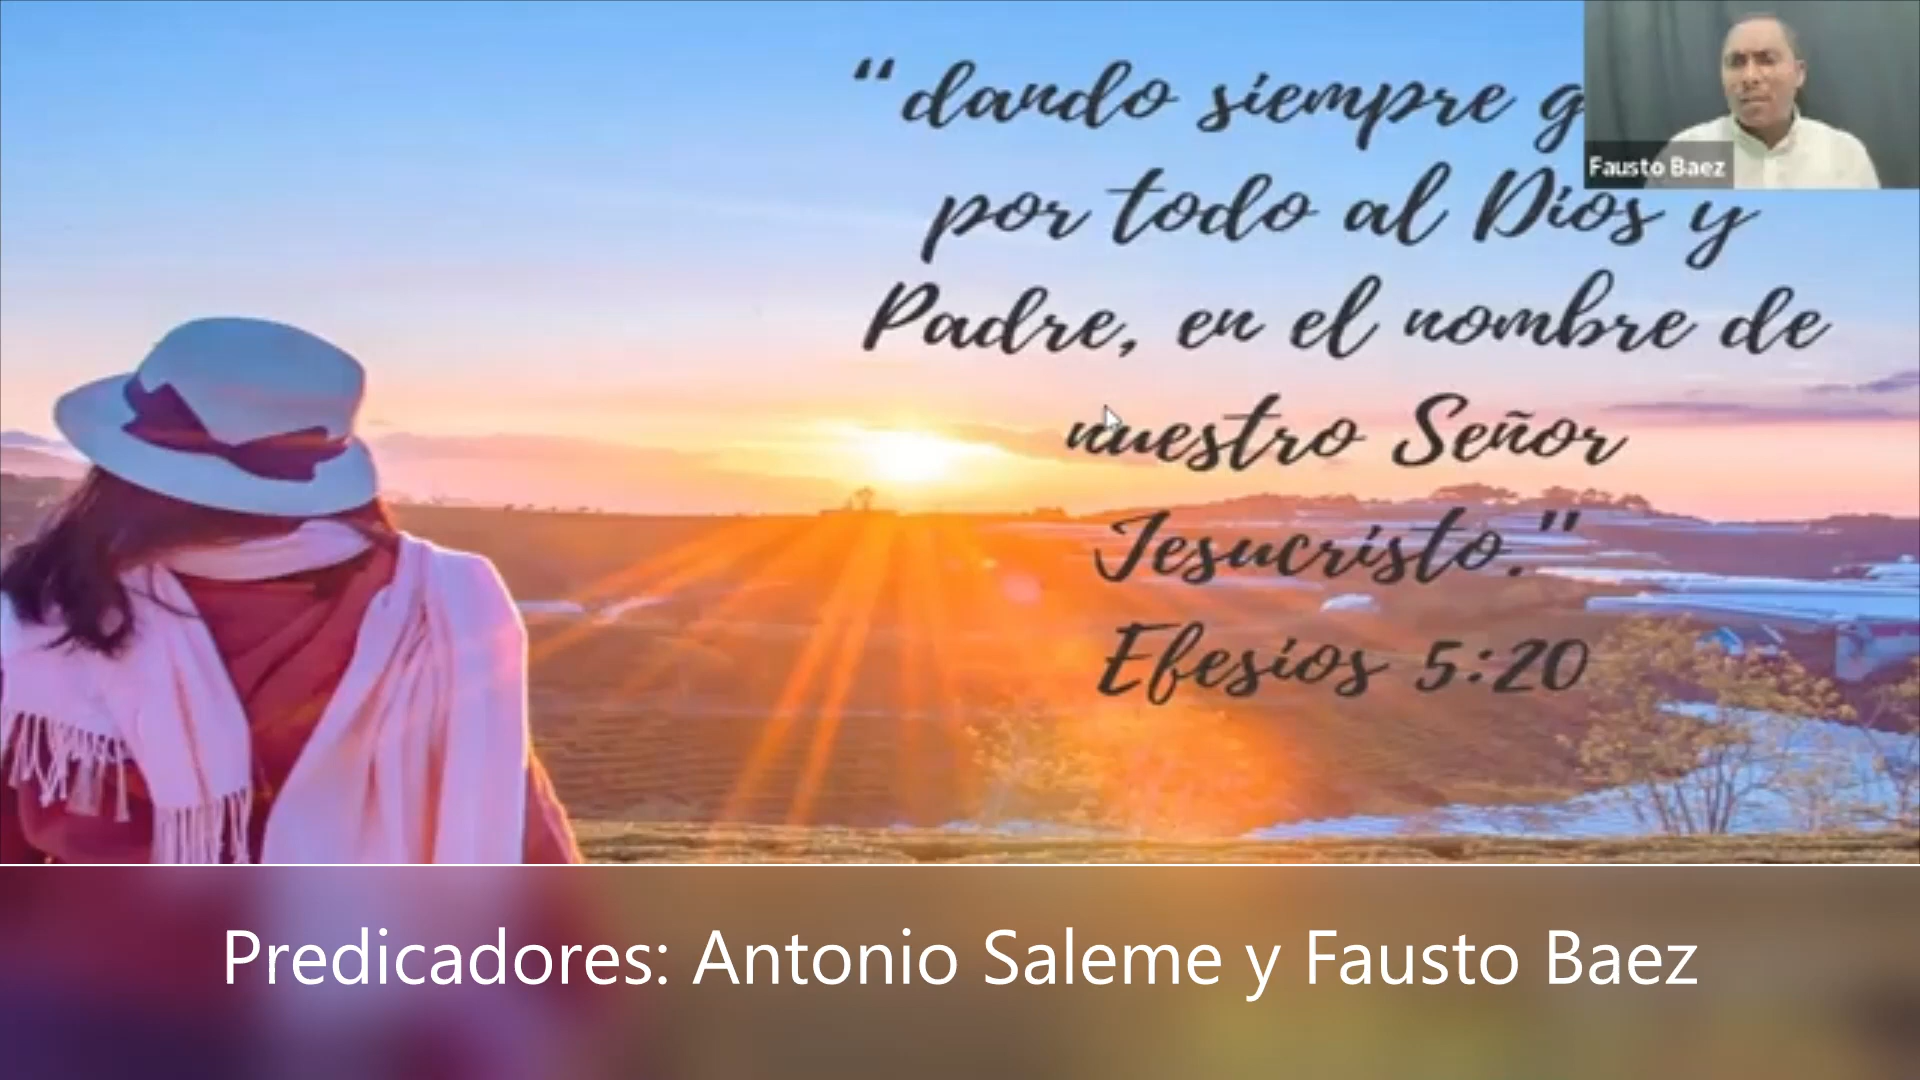 “dando siempre g
por todo al Dios y
Padre, en el nombre de
nuestro Señor
Jesucristo."
Efesios 5:20
Fausto Baez
Predicadores: Antonio Saleme y Fausto Baez